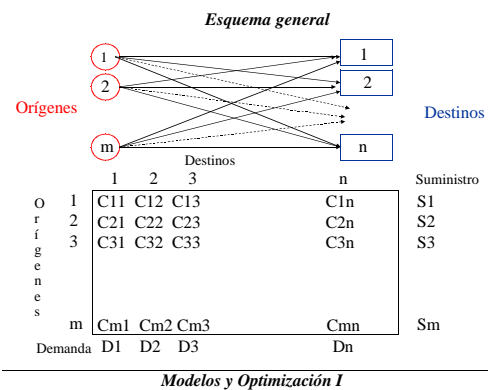 Esquema general
1
1
2
2
Orígenes
Destinos
m
n
Destinos
1 2 3 n Suministro
Orígenes
1 C11 C12 C13 C1n S1
2 C21 C22 C23 C2n S2
3 C31 C32 C33 C3n S3
m Cm1 Cm2 Cm3 Cmn Sm
Demanda D1 D2 D3 Dn
Modelos y Optimización I